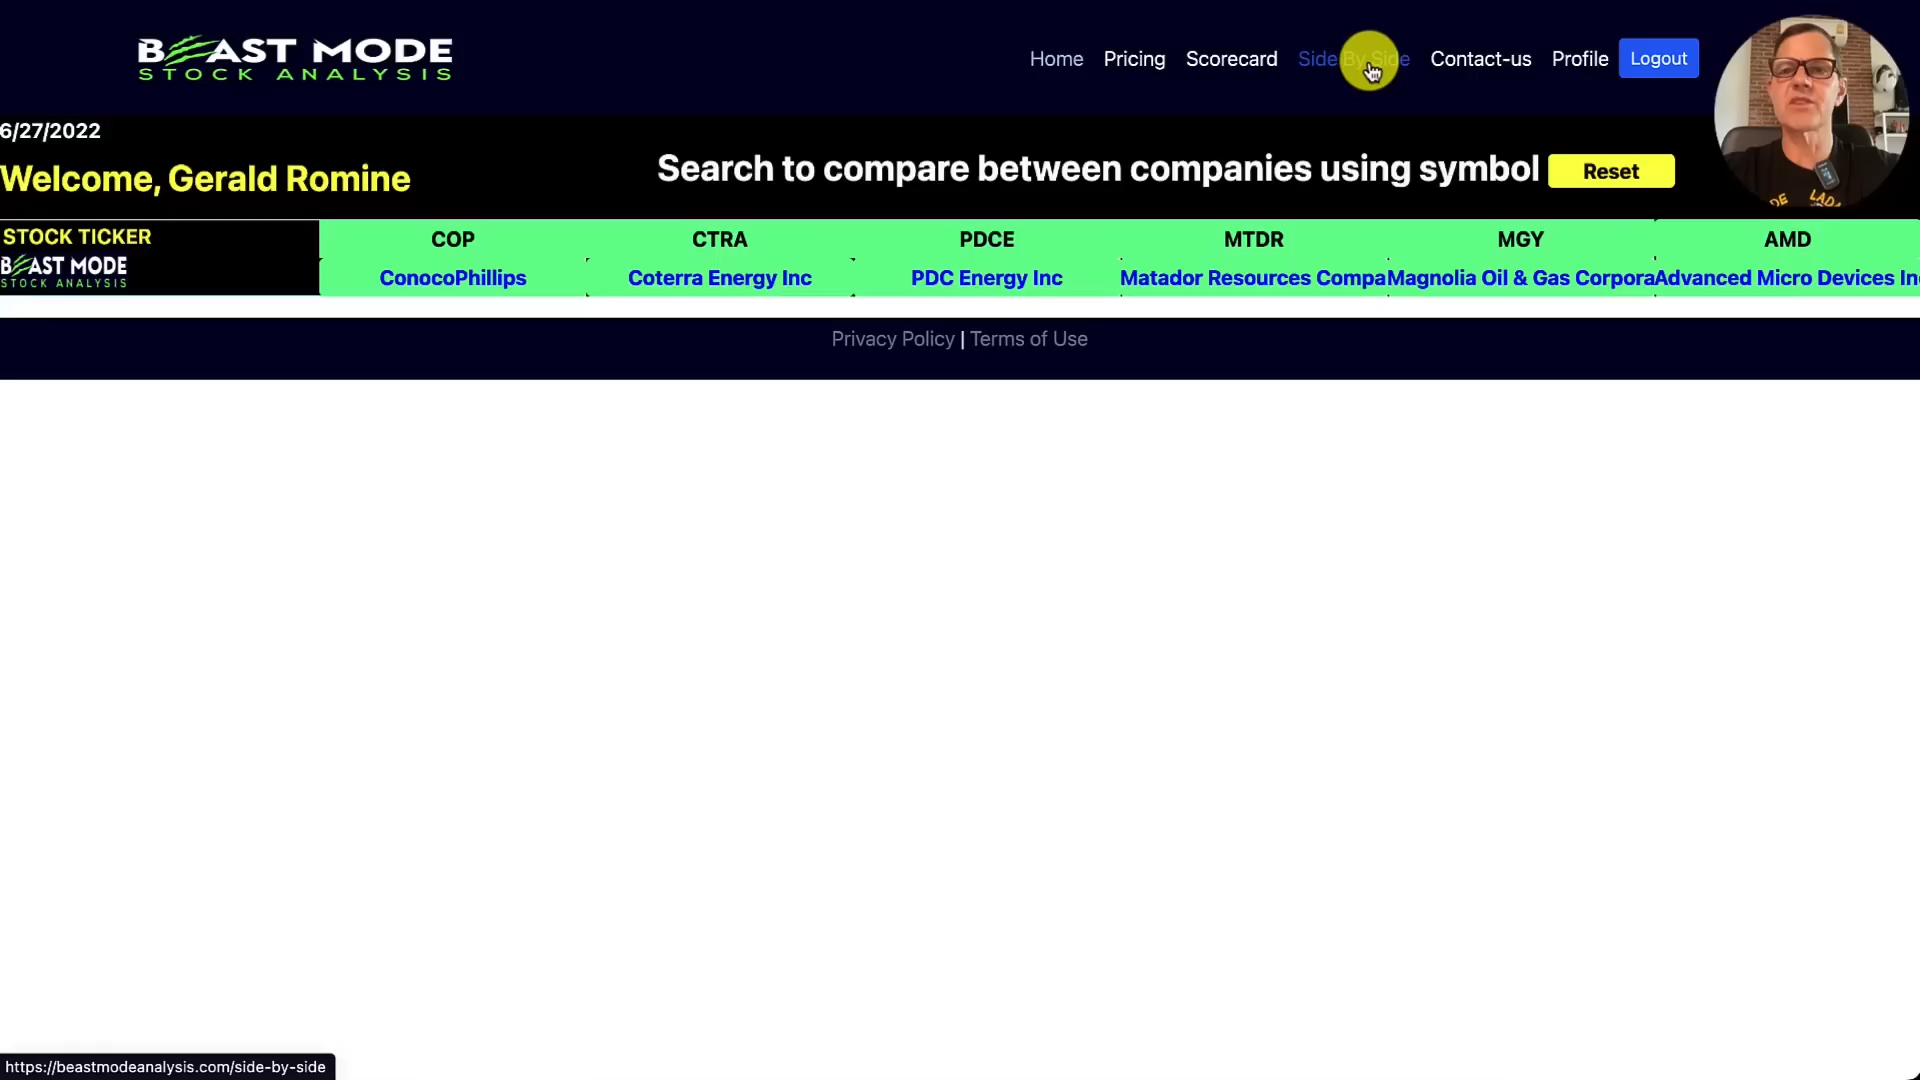 BEAST MODE
STOCK ANALYSIS
Home Pricing Scorecard Side By Side Contact-us Profile Logout
6/27/2022
Welcome, Gerald Romine
Search to compare between companies using symbol Reset
STOCK TICKER
BEAST MODE
STOCK ANALYSIS
COP CTRA PDCE MTDR MGY AMD
ConocoPhillips Coterra Energy Inc PDC Energy Inc Matador Resources Compa Magnolia Oil & Gas Corpora Advanced Micro Devices In
Privacy Policy | Terms of Use
https://beastmodeanalysis.com/side-by-side